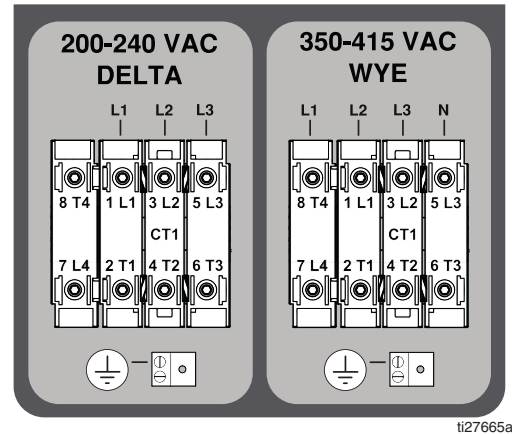 200-240 VAC
DELTA
L1 L2 L3
8 T4 1 L1 3 L2 5 L3
CT1
7 L4 2 T1 4 T2 6 T3
350-415 VAC
WYE
L1 L2 L3 N
8 T4 1 L1 3 L2 5 L3
CT1
7 L4 2 T1 4 T2 6 T3
ti27665a